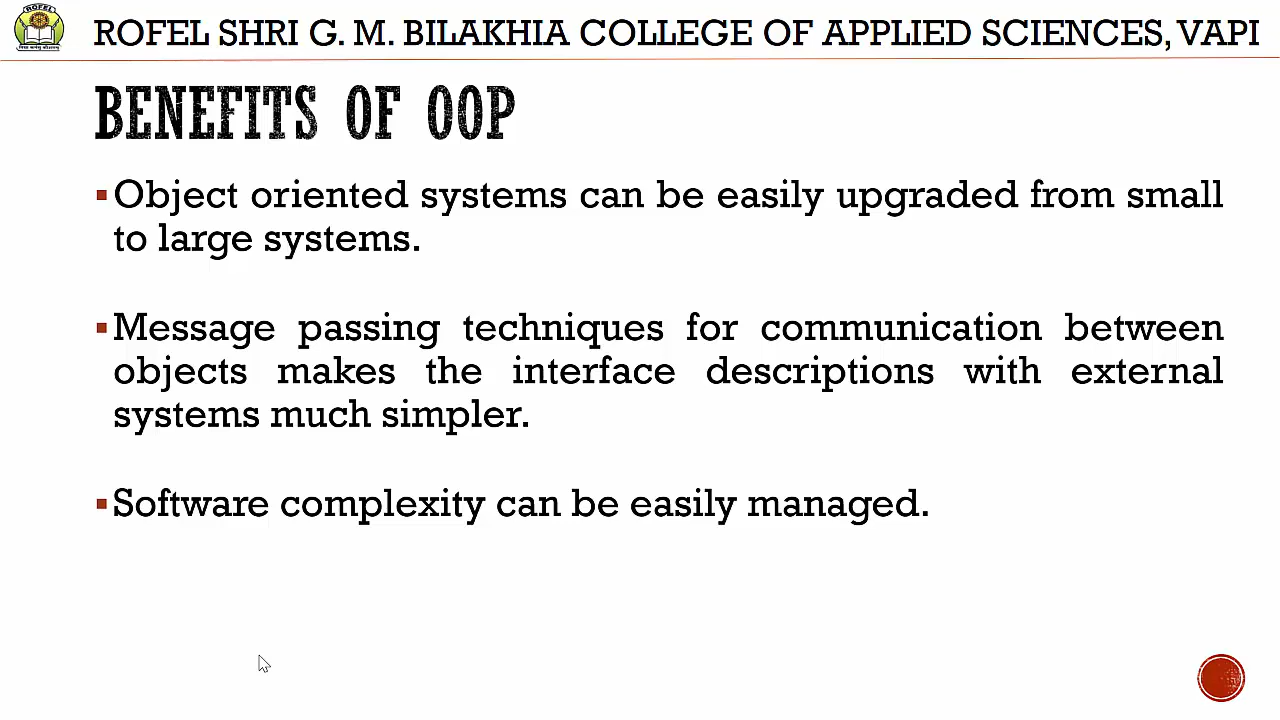 ROFEL
ROFEL SHRI G. M. BILAKHIA COLLEGE OF APPLIED SCIENCES, VAPI
BENEFITS OF OOP
▪Object oriented systems can be easily upgraded from small
to large systems.
▪Message passing techniques for communication between
objects makes the interface descriptions with external
systems much simpler.
▪Software complexity can be easily managed.